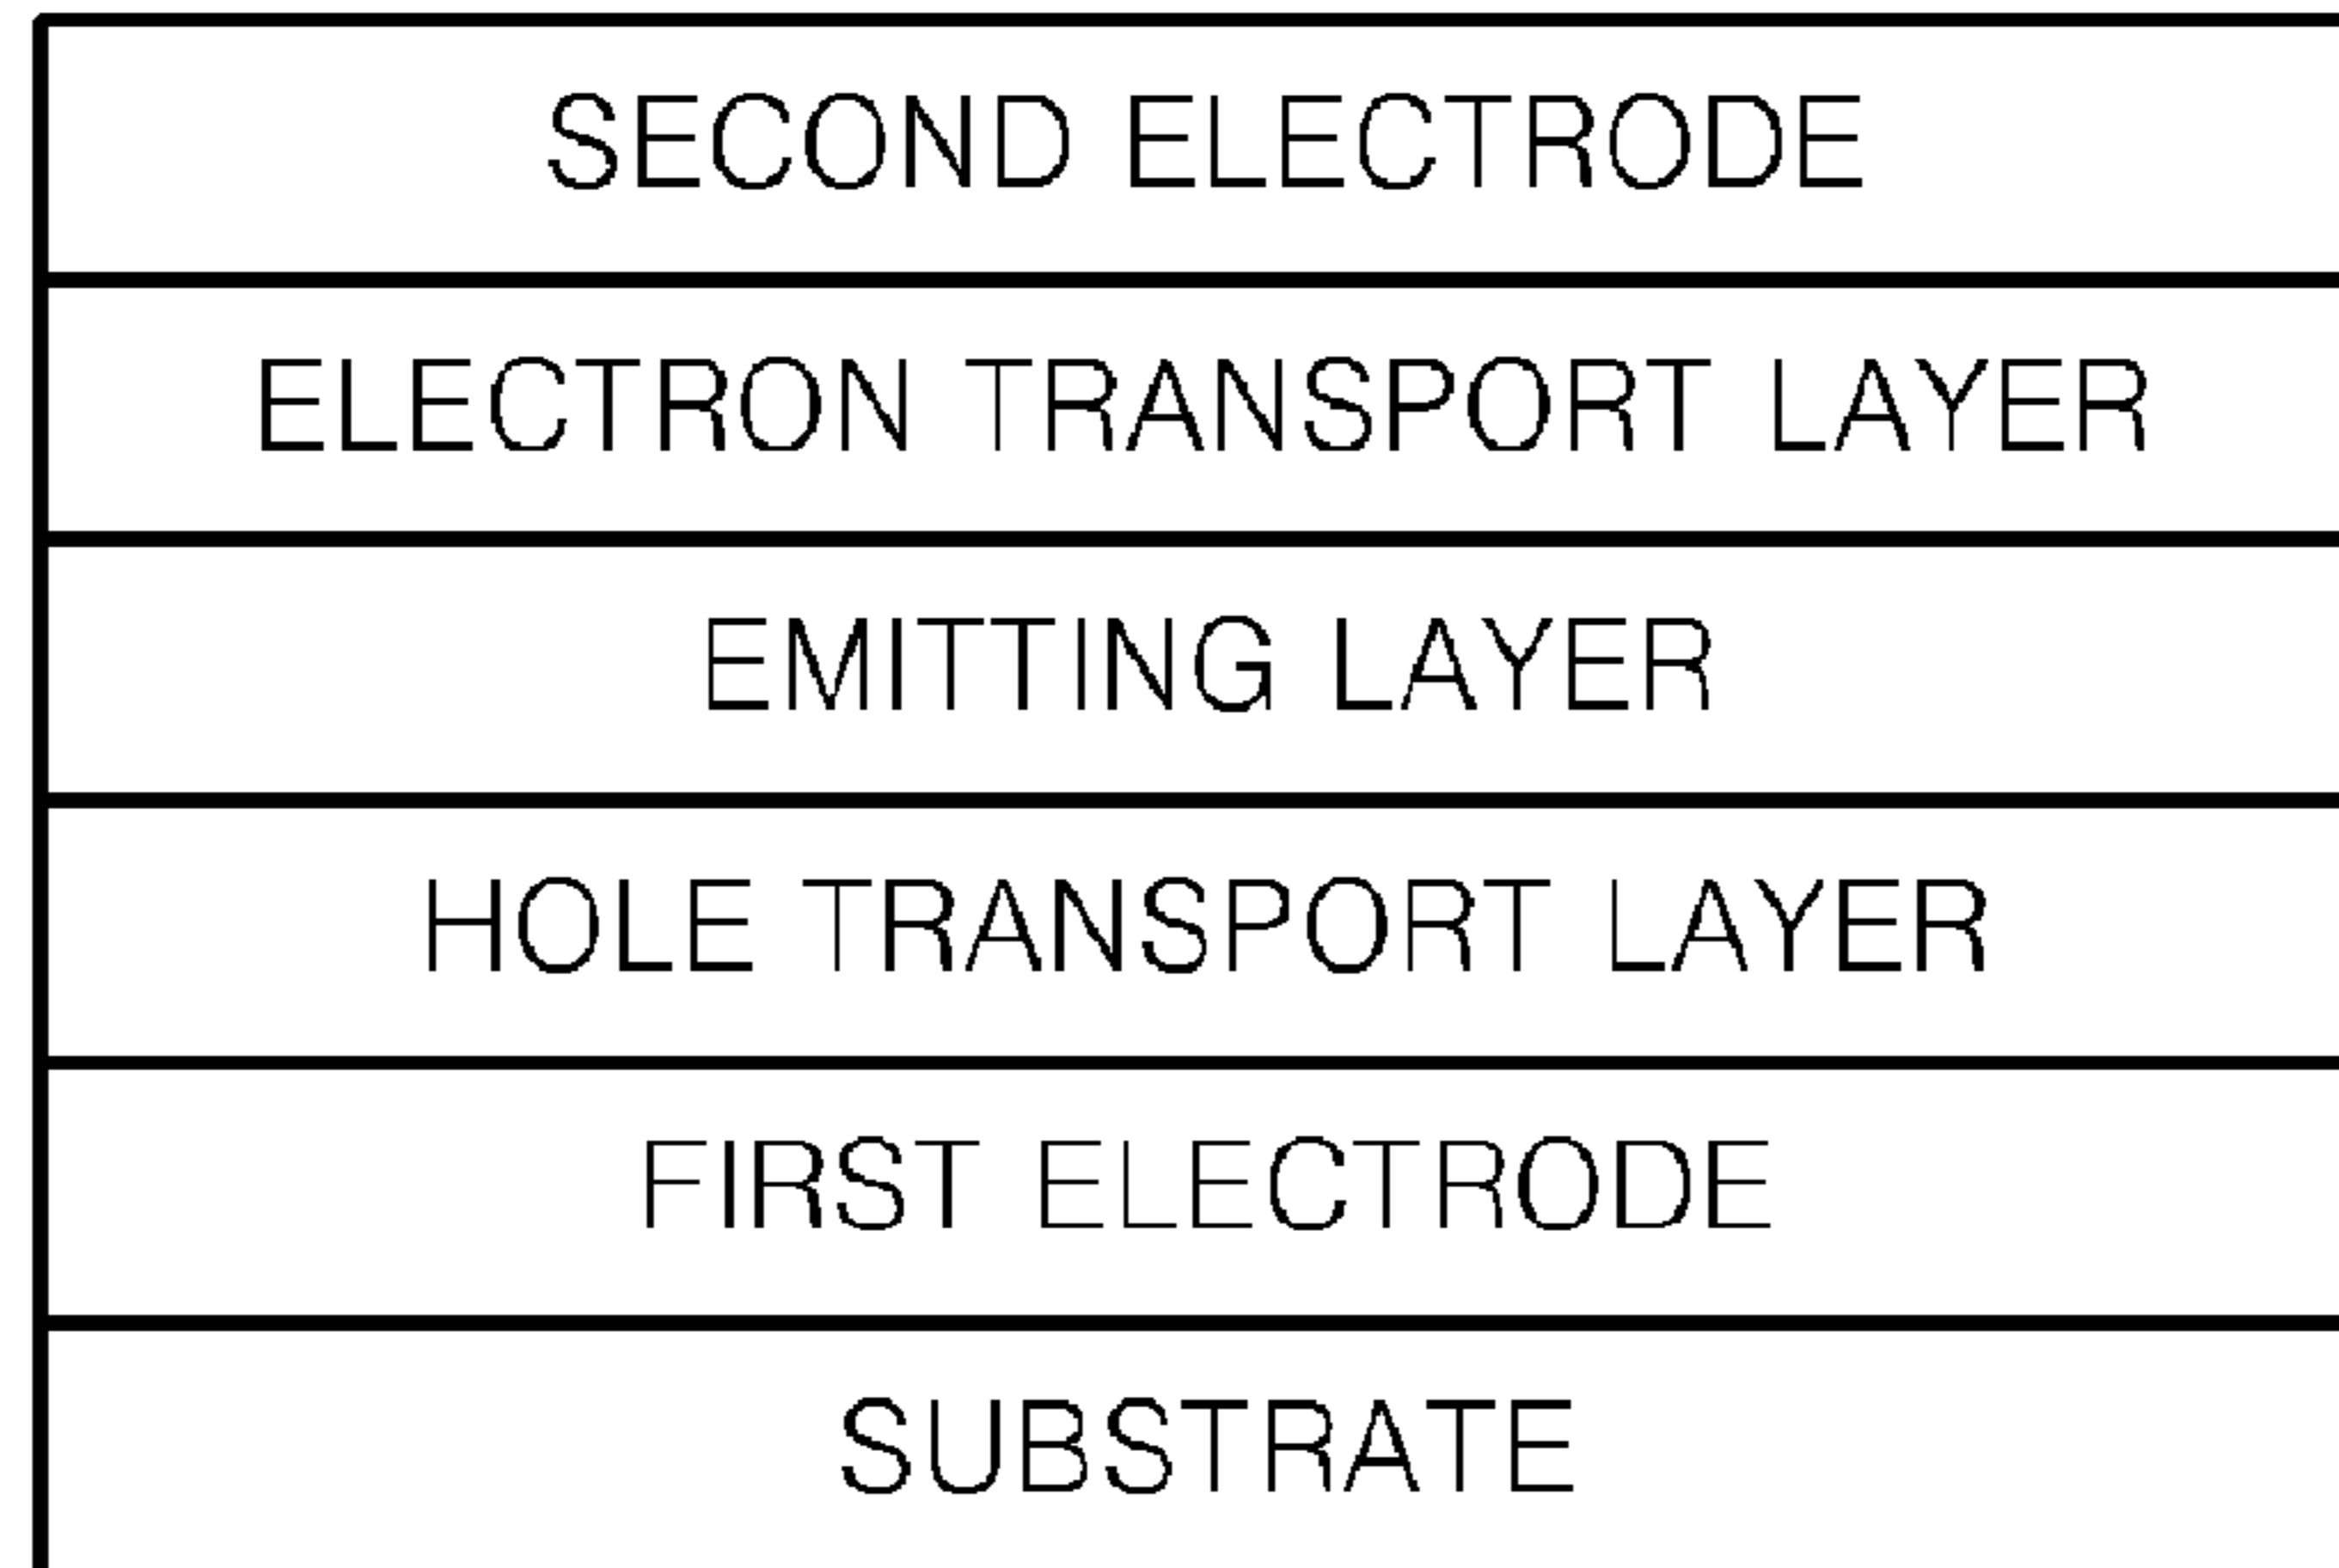 SECOND ELECTRODE
ELECTRON TRANSPORT LAYER
EMITTING LAYER
HOLE TRANSPORT LAYER
FIRST ELECTRODE
SUBSTRATE